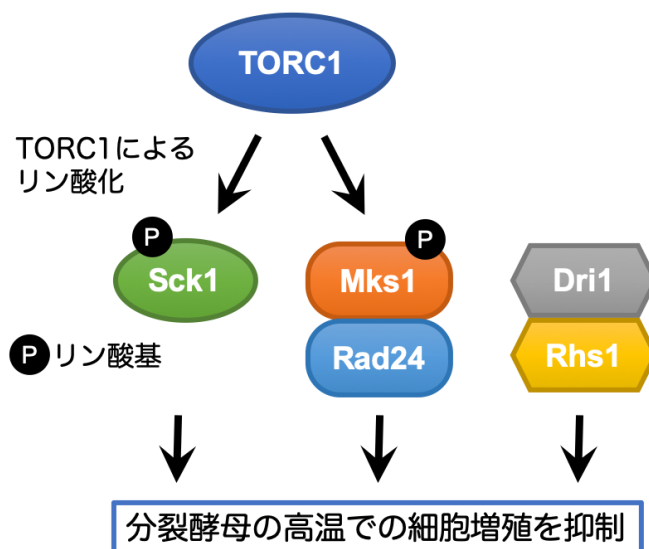 TORC1
TORC1による
リン酸化
P
P
Sck1
Mks1
Dri1
P リン酸基
Rad24
Rhs1
分裂酵母の高温での細胞増殖を抑制